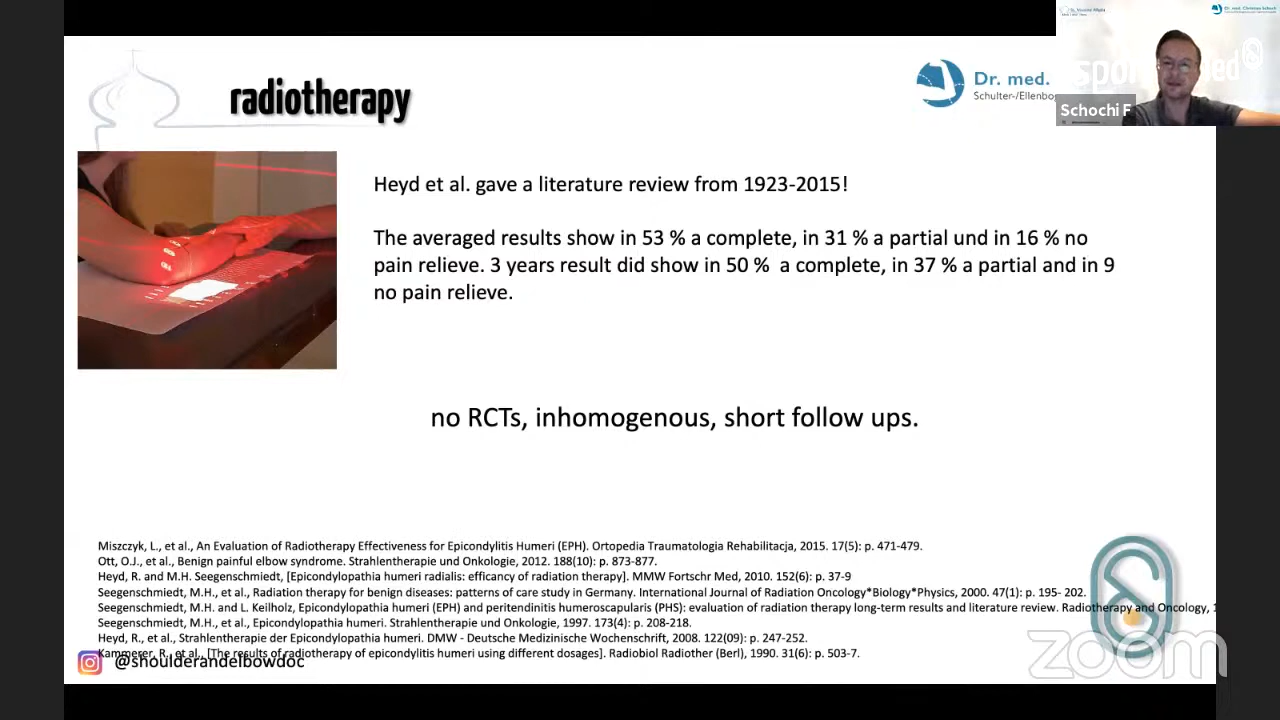 radiotherapy
Dr. med.
Schulter-/Ellenbo
Schochi F
Heyd et al. gave a literature review from 1923-2015!
The averaged results show in 53 % a complete, in 31 % a partial und in 16 % no
pain relieve. 3 years result did show in 50 % a complete, in 37 % a partial and in 9
no pain relieve.
no RCTs, inhomogenous, short follow ups.
Miszczyk, L., et al., An Evaluation of Radiotherapy Effectiveness for Epicondylitis Humeri (EPH). Ortopedia Traumatologia Rehabilitacja, 2015. 17(5): p. 471-479.
Ott, O.J., et al., Benign painful elbow syndrome. Strahlentherapie und Onkologie, 2012. 188(10): p. 873-877.
Heyd, R. and M.H. Seegenschmiedt, [Epicondylopathia humeri radialis: efficancy of radiation therapy]. MMW Fortschr Med, 2010. 152(6): p. 37-9
Seegenschmiedt, M.H., et al., Radiation therapy for benign diseases: patterns of care study in Germany. International Journal of Radiation Oncology*Biology*Physics, 2000. 47(1): p. 195- 202.
Seegenschmiedt, M.H. and L. Keilholz, Epicondylopathia humeri (EPH) and peritendinitis humeroscapularis (PHS): evaluation of radiation therapy long-term results and literature review. Radiotherapy and Oncology, 1
Seegenschmiedt, M.H., et al., Epicondylopathia humeri. Strahlentherapie und Onkologie, 1997. 173(4): p. 208-218.
Heyd, R., et al., Strahlentherapie der Epicondylopathia humeri. DMW - Deutsche Medizinische Wochenschrift, 2008. 122(09): p. 247-252.
Kammerer, R., et al., [The results of radiotherapy of epicondylitis humeri using different dosages]. Radiobiol Radiother (Berl), 1990. 31(6): p. 503-7.
@shoulderandelbowdoc
zoom